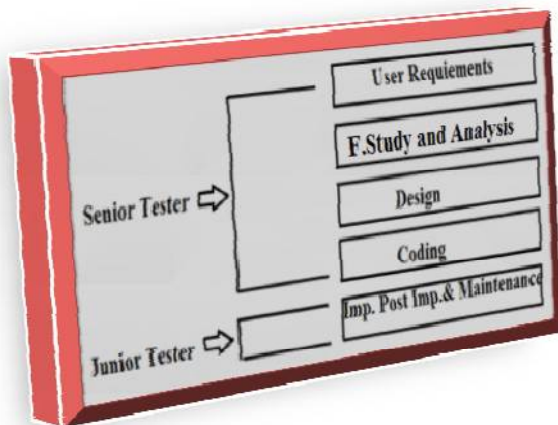 User Requiements
F.Study and Analysis
Senior Tester
Design
Coding
Imp. Post Imp.& Maintenance
Junior Tester